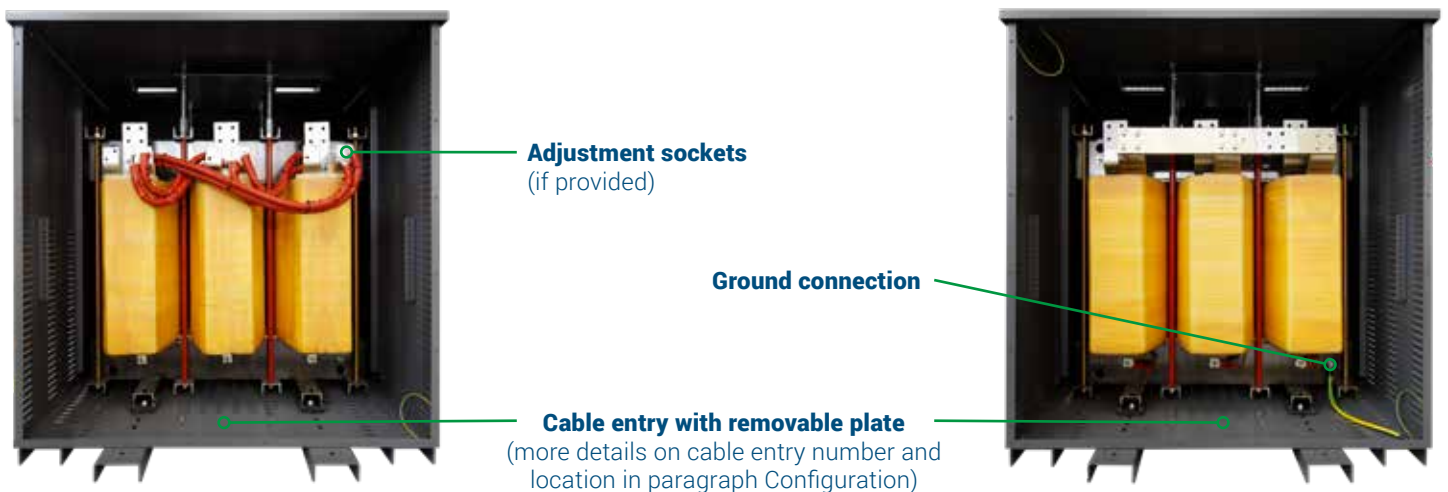 Adjustment sockets
(if provided)
Ground connection
Cable entry with removable plate
(more details on cable entry number and
location in paragraph Configuration)